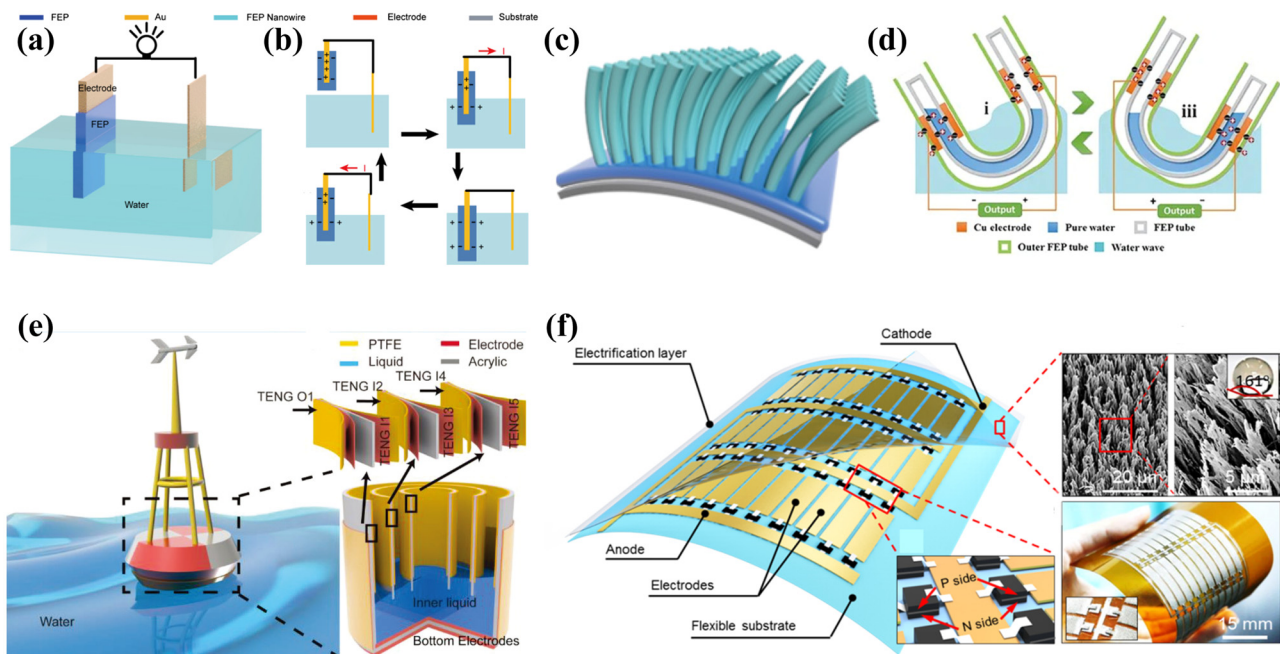 FEP Au FEP Nanowire Electrode Substrate
(a)
Electrode
FEP
Water
(b)
I
I
(c)
(d)
i
iii
- +
Output
+ -
Output
Cu electrode Pure water FEP tube
Outer FEP tube Water wave
(e)
Water
PTFE Electrode
Liquid Acrylic
TENG O1
TENG I2
TENG I4
TENG I1
TENG I3
TENG I5
Inner liquid
Bottom Electrodes
(f)
Electrification layer
Cathode
Anode
Electrodes
Flexible substrate
P side
N side
20 μm
161°
5 μm
15 mm